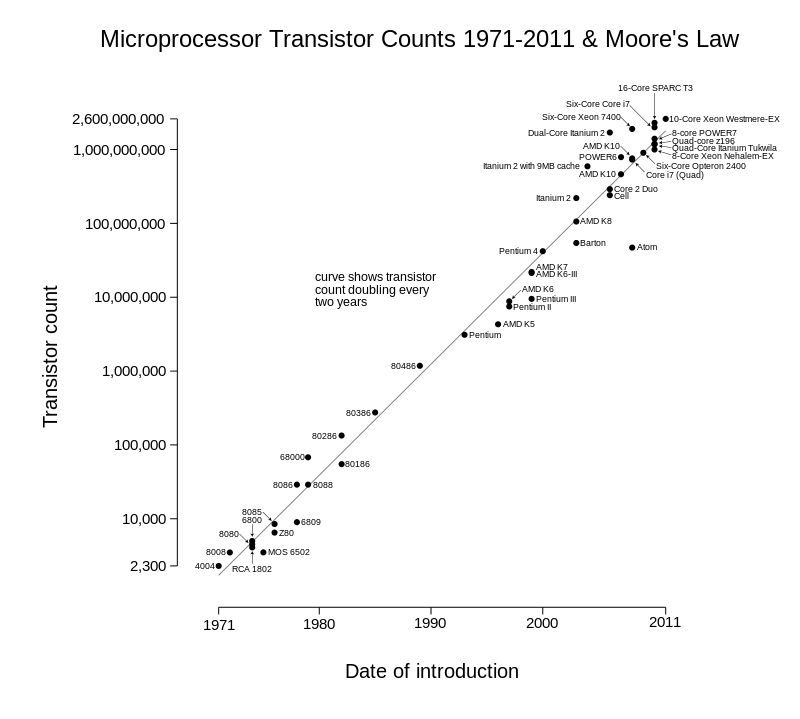 Microprocessor Transistor Counts 1971-2011 & Moore's Law
16-Core SPARC T3
Six-Core Core i7
Six-Core Xeon 7400
10-Core Xeon Westmere-EX
Dual-Core Itanium 2
8-core POWER7
Quad-core z196
Quad-Core Itanium Tukwila
8-Core Xeon Nehalem-EX
AMD K10
POWER6
Six-Core Opteron 2400
Itanium 2 with 9MB cache
AMD K10
Core i7 (Quad)
Core 2 Duo
Cell
Itanium 2
AMD K8
Barton
Atom
Pentium 4
AMD K7
AMD K6-III
curve shows transistor
count doubling every
two years
AMD K6
Pentium III
Pentium II
AMD K5
Pentium
80486
80386
80286
68000
80186
8086
8088
8085
6800
6809
8080
Z80
8008
MOS 6502
4004
RCA 1802
2,600,000,000
1,000,000,000
100,000,000
10,000,000
1,000,000
100,000
10,000
2,300
Transistor count
1971
1980
1990
2000
2011
Date of introduction